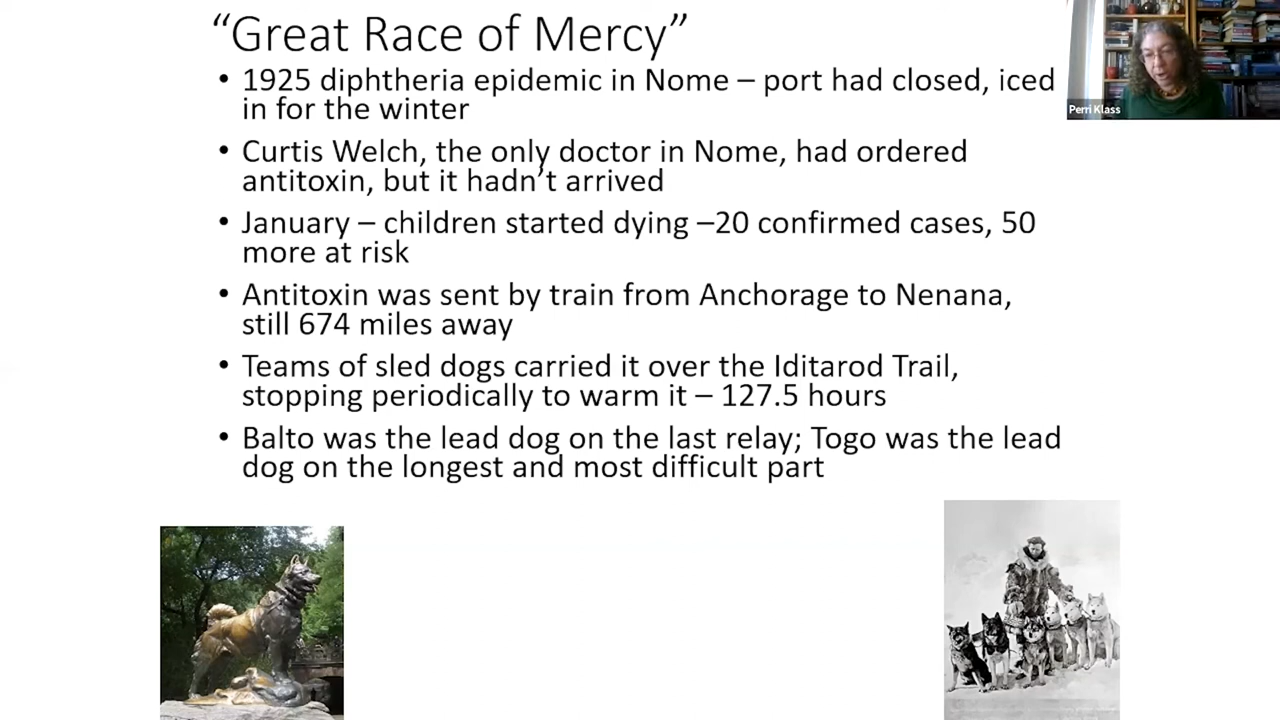 “Great Race of Mercy”
• 1925 diphtheria epidemic in Nome – port had closed, iced
in for the winter
Perri Klass
• Curtis Welch, the only doctor in Nome, had ordered
antitoxin, but it hadn’t arrived
• January – children started dying –20 confirmed cases, 50
more at risk
• Antitoxin was sent by train from Anchorage to Nenana,
still 674 miles away
• Teams of sled dogs carried it over the Iditarod Trail,
stopping periodically to warm it – 127.5 hours
• Balto was the lead dog on the last relay; Togo was the lead
dog on the longest and most difficult part